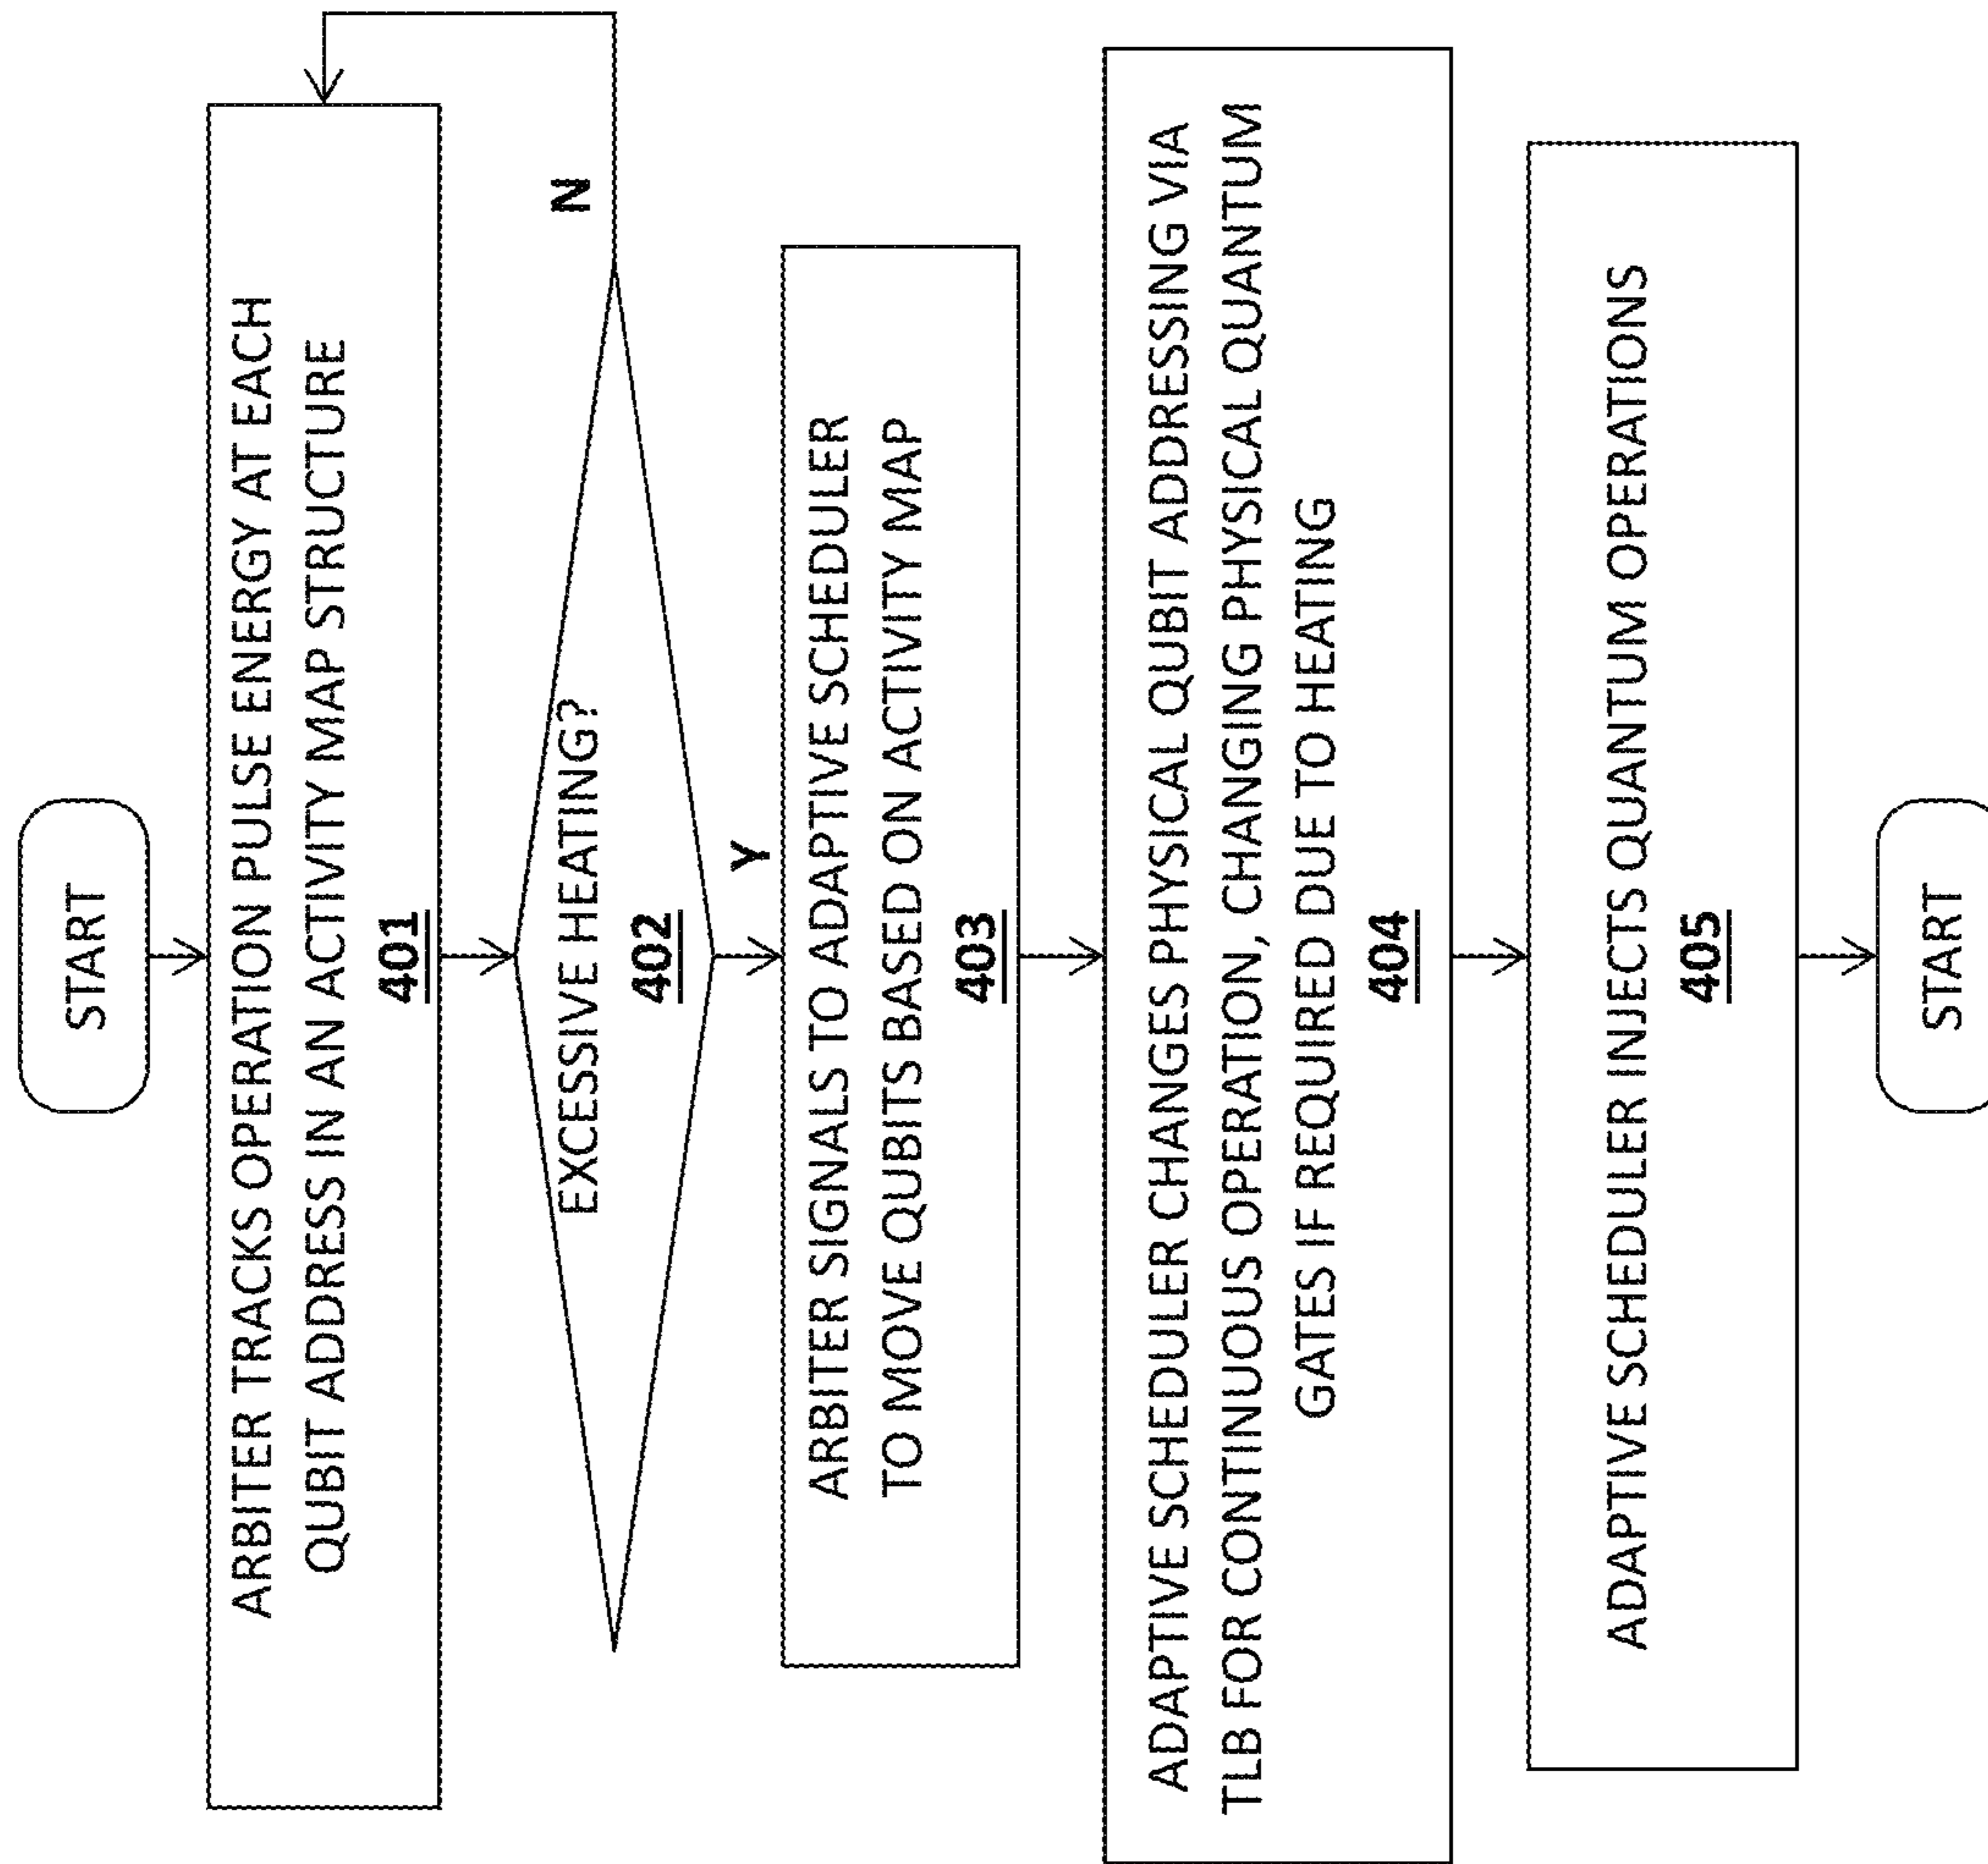 START
ARBITER TRACKS OPERATION PULSE ENERGY AT EACH
QUBIT ADDRESS IN AN ACTIVITY MAP STRUCTURE
401
EXCESSIVE HEATING?
402
N
Y
ARBITER SIGNALS TO ADAPTIVE SCHEDULER
TO MOVE QUBITS BASED ON ACTIVITY MAP
403
ADAPTIVE SCHEDULER CHANGES PHYSICAL QUBIT ADDRESSING VIA
TLB FOR CONTINUOUS OPERATION, CHANGING PHYSICAL QUANTUM
GATES IF REQUIRED DUE TO HEATING
404
ADAPTIVE SCHEDULER INJECTS QUANTUM OPERATIONS
405
START